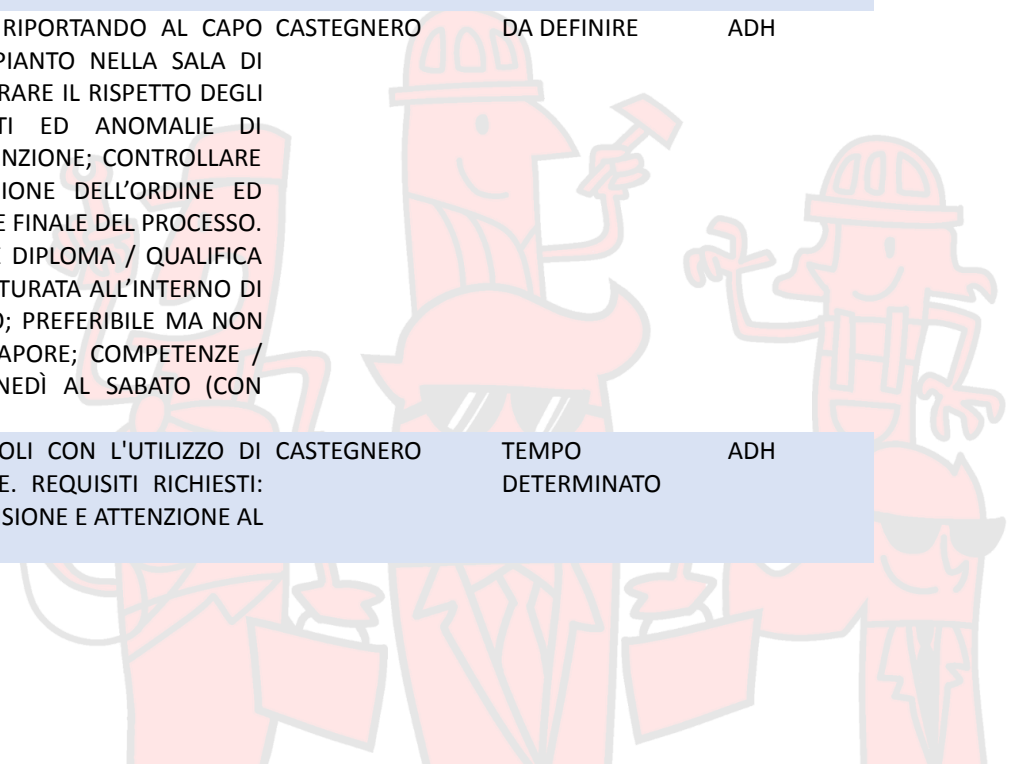 RIPORTANDO AL CAPO CASTEGNERO DA DEFINIRE ADH
PIANTO NELLA SALA DI
RARE IL RISPETTO DEGLI
TI ED ANOMALIE DI
ENZIONE; CONTROLLARE
IONE DELL'ORDINE ED
E FINALE DEL PROCESSO.
E DIPLOMA / QUALIFICA
TURATA ALL'INTERNO DI
O; PREFERIBILE MA NON
APORE; COMPETENZE /
NEDÌ AL SABATO (CON
OLI CON L'UTILIZZO DI CASTEGNERO TEMPO ADH
E. REQUISITI RICHIESTI: DETERMINATO
SIONE E ATTENZIONE AL